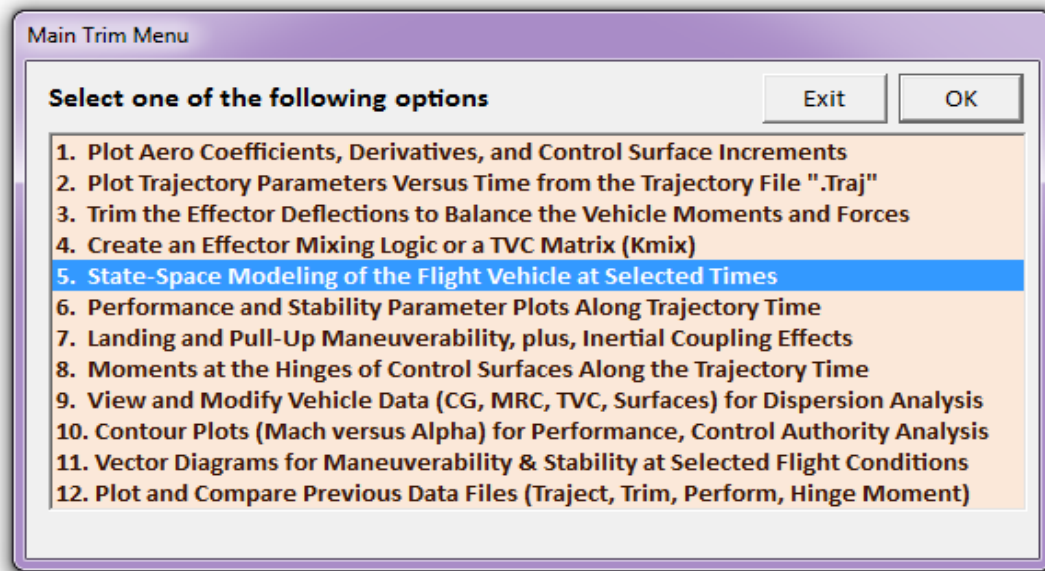 Main Trim Menu
Select one of the following options
Exit
OK
1. Plot Aero Coefficients, Derivatives, and Control Surface Increments
2. Plot Trajectory Parameters Versus Time from the Trajectory File ".Traj"
3. Trim the Effector Deflections to Balance the Vehicle Moments and Forces
4. Create an Effector Mixing Logic or a TVC Matrix (Kmix)
5. State-Space Modeling of the Flight Vehicle at Selected Times
6. Performance and Stability Parameter Plots Along Trajectory Time
7. Landing and Pull-Up Maneuverability, plus, Inertial Coupling Effects
8. Moments at the Hinges of Control Surfaces Along the Trajectory Time
9. View and Modify Vehicle Data (CG, MRC, TVC, Surfaces) for Dispersion Analysis
10. Contour Plots (Mach versus Alpha) for Performance, Control Authority Analysis
11. Vector Diagrams for Maneuverability & Stability at Selected Flight Conditions
12. Plot and Compare Previous Data Files (Traject, Trim, Perform, Hinge Moment)